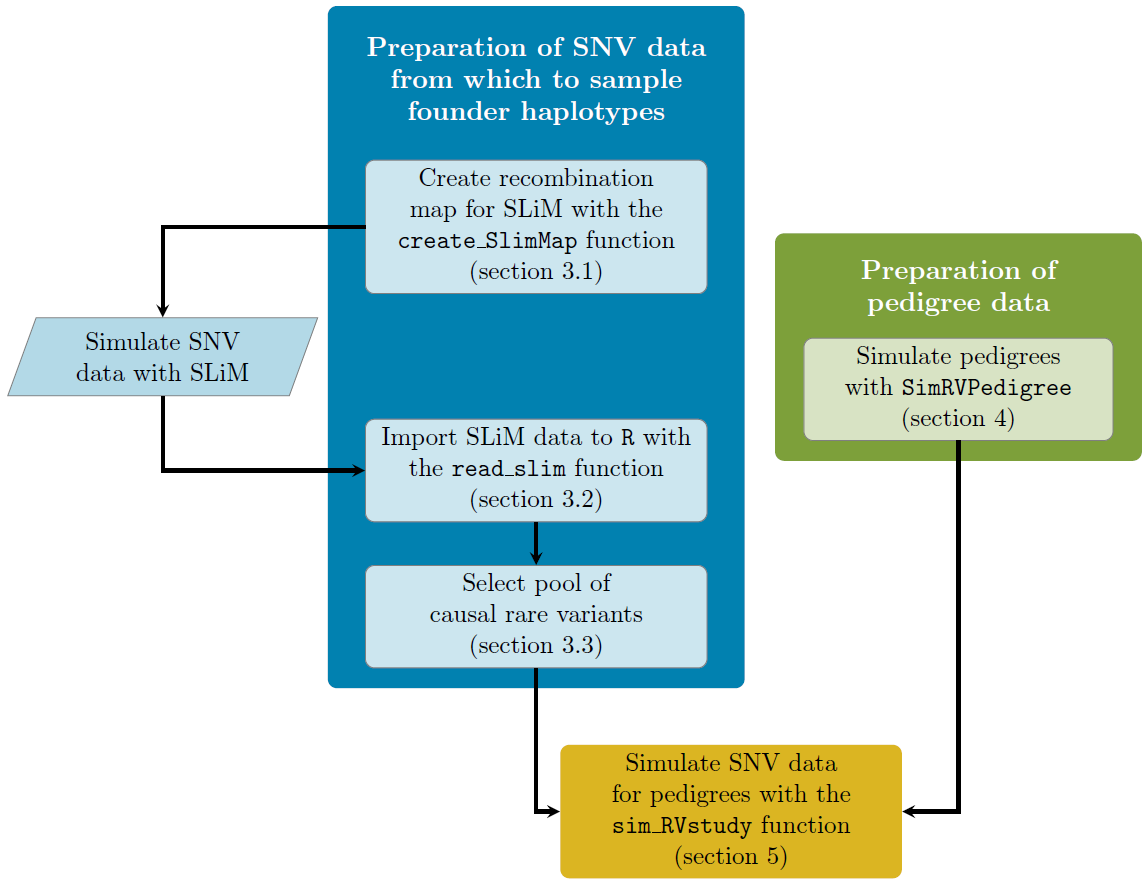 Preparation of SNV data
from which to sample
founder haplotypes
Create recombination
map for SLiM with the
create_SlimMap function
(section 3.1)
Simulate SNV
data with SLiM
Import SLiM data to R with
the read_slim function
(section 3.2)
Select pool of
causal rare variants
(section 3.3)
Preparation of
pedigree data
Simulate pedigrees
with SimRVPedigree
(section 4)
Simulate SNV data
for pedigrees with the
sim_RVstudy function
(section 5)